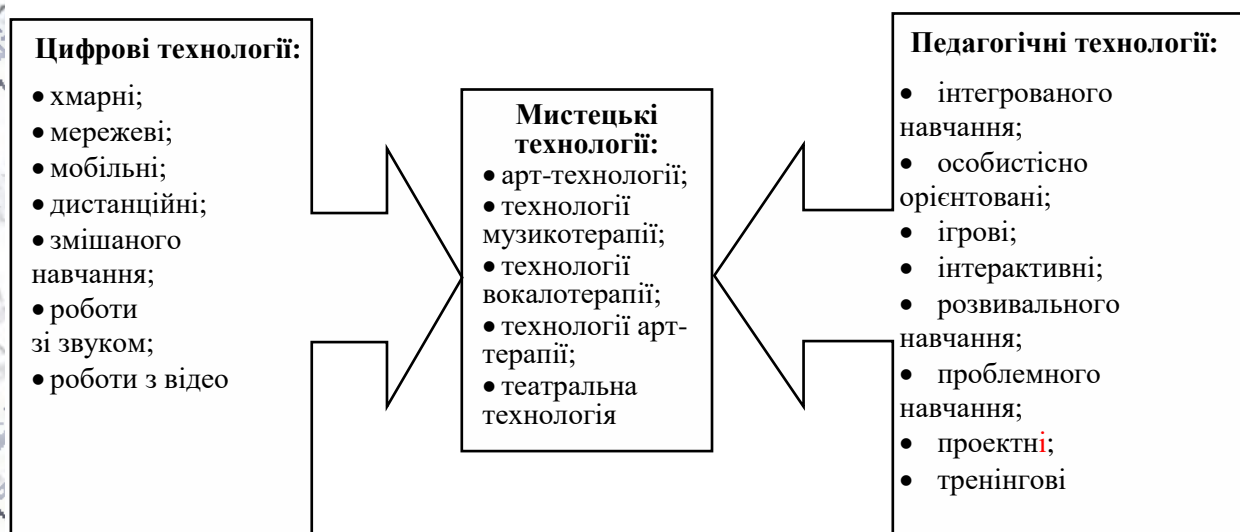 Цифрові технології:
• хмарні;
• мережеві;
• мобільні;
• дистанційні;
• змішаного
навчання;
• роботи
зі звуком;
• роботи з відео
Мистецькі
технології:
• арт-технології;
• технології
музикотерапії;
• технології
вокалотерапії;
• технології арт-
терапії;
• театральна
технологія
Педагогічні технології:
• інтегрованого
навчання;
• особистісно
орієнтовані;
• ігрові;
• інтерактивні;
• розвивального
навчання;
• проблемного
навчання;
• проектні;
• тренінгові